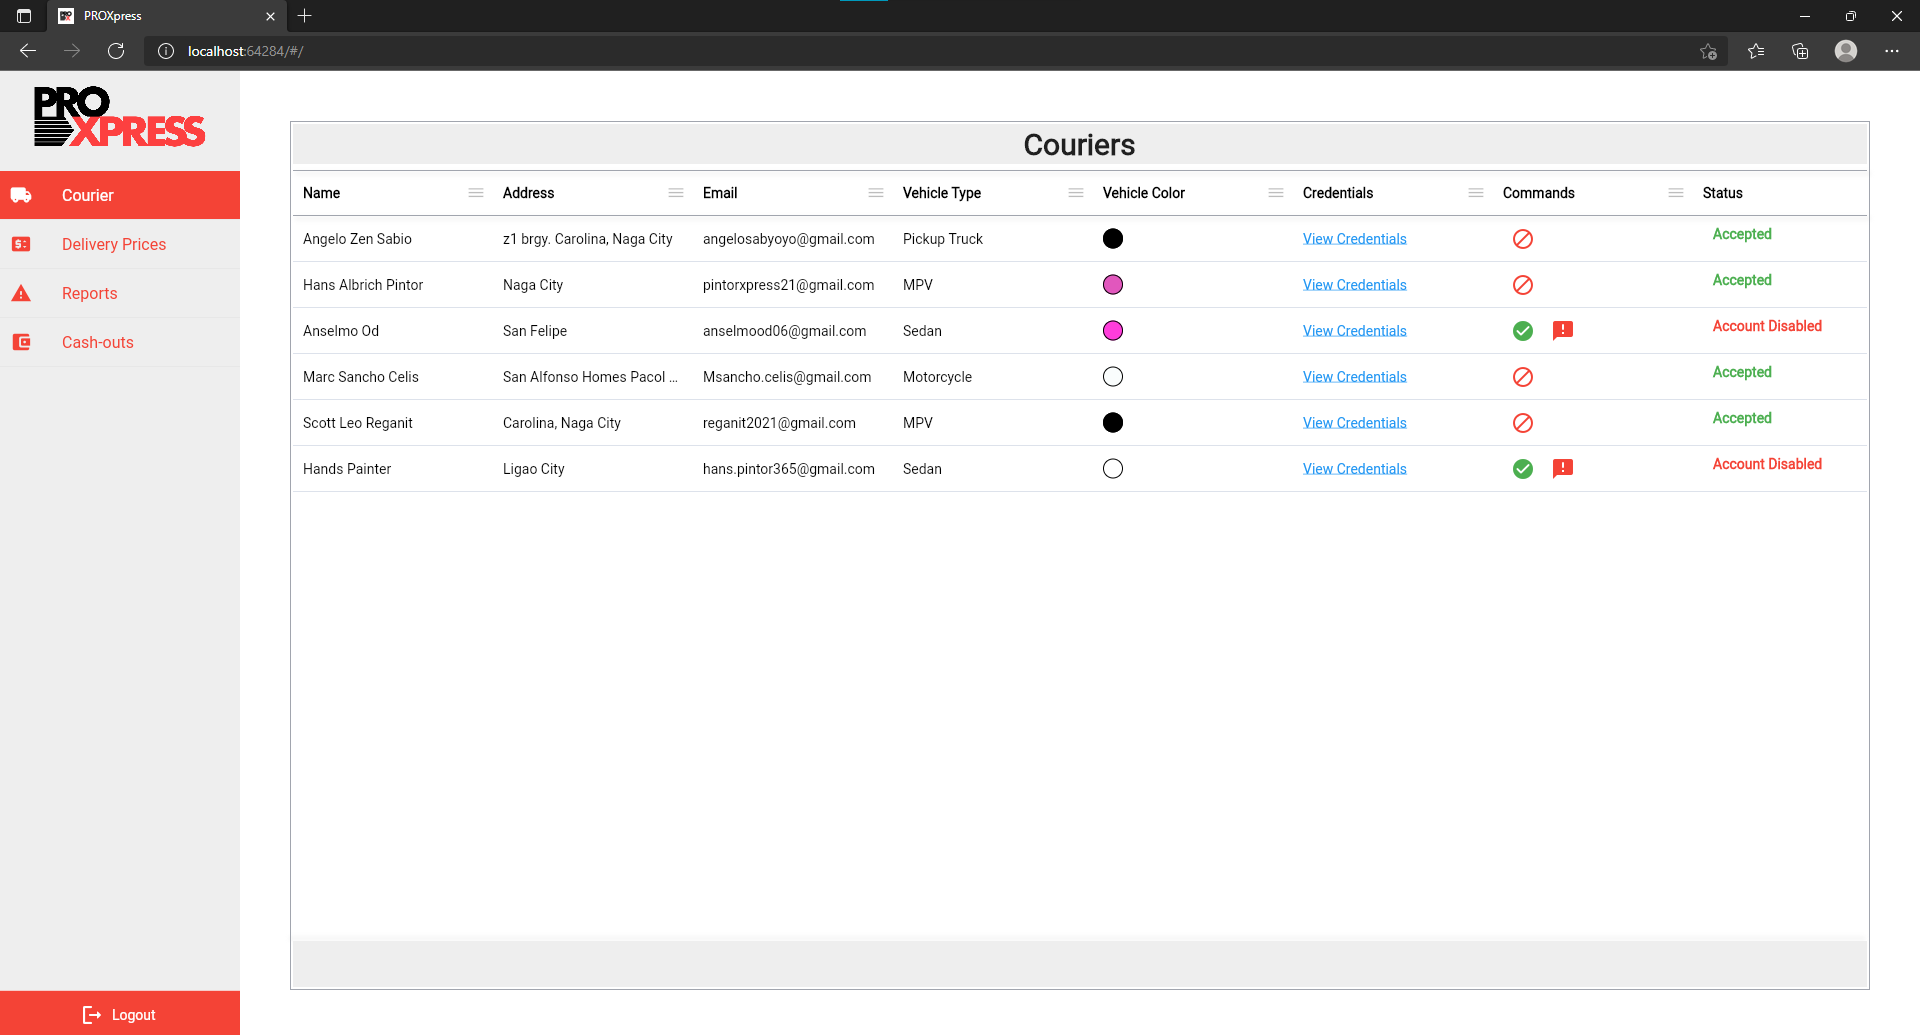 PROXpress
localhost:64284/#/
PRO
XPRESS
Courier
Delivery Prices
Reports
Cash-outs
Logout
Couriers
Name Address Email Vehicle Type Vehicle Color Credentials Commands Status
Angelo Zen Sabio z1 brgy. Carolina, Naga City angelosabyoyo@gmail.com Pickup Truck View Credentials Accepted
Hans Albrich Pintor Naga City pintorxpress21@gmail.com MPV View Credentials Accepted
Anselmo Od San Felipe anselmood06@gmail.com Sedan View Credentials Account Disabled
Marc Sancho Celis San Alfonso Homes Pacol ... Msancho.celis@gmail.com Motorcycle View Credentials Accepted
Scott Leo Reganit Carolina, Naga City reganit2021@gmail.com MPV View Credentials Accepted
Hands Painter Ligao City hans.pintor365@gmail.com Sedan View Credentials Account Disabled